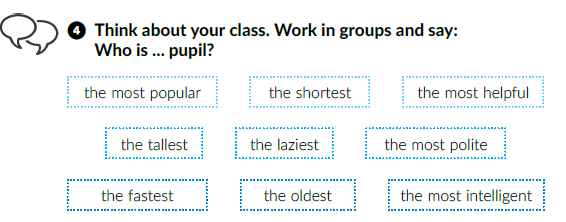 4 Think about your class. Work in groups and say:
Who is ... pupil?
the most popular the shortest the most helpful
the tallest the laziest the most polite
the fastest the oldest the most intelligent